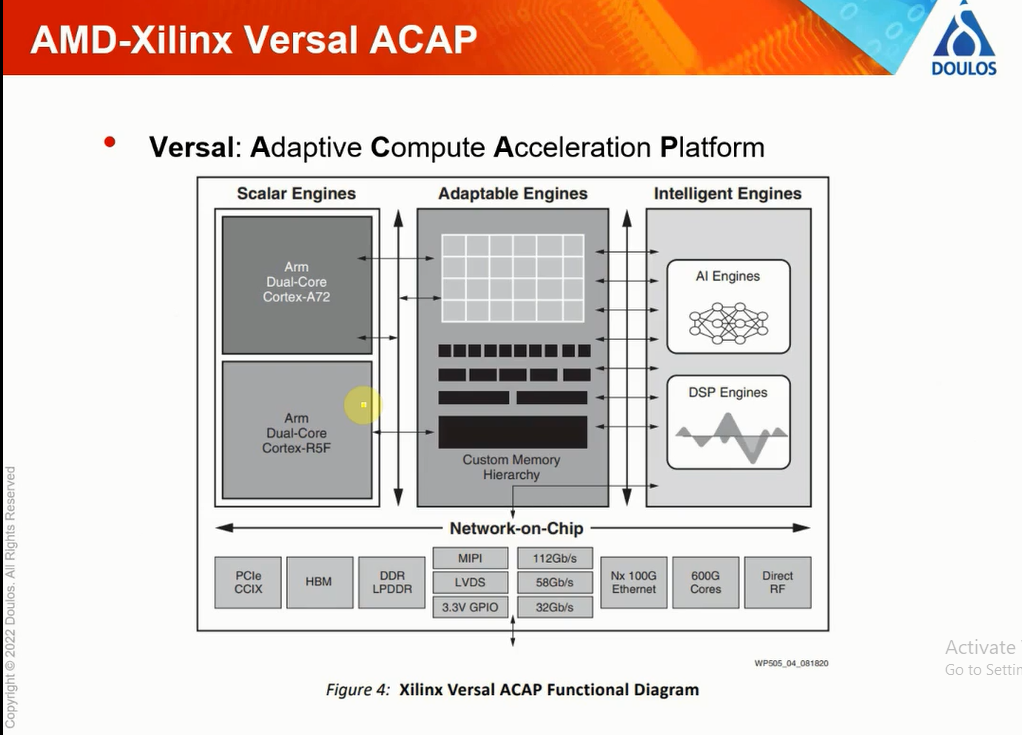 AMD-Xilinx Versal ACAP
DOULOS
• Versal: Adaptive Compute Acceleration Platform
Scalar Engines
Adaptable Engines
Intelligent Engines
Arm
Dual-Core
Cortex-A72
Arm
Dual-Core
Cortex-R5F
Custom Memory
Hierarchy
AI Engines
DSP Engines
Network-on-Chip
PCIe
CCIX
HBM
DDR
LPDDR
MIPI
LVDS
3.3V GPIO
112Gb/s
58Gb/s
32Gb/s
Nx 100G
Ethernet
600G
Cores
Direct
RF
WP505_04_081820
Figure 4: Xilinx Versal ACAP Functional Diagram
Copyright © 2022 Doulos. All Rights Reserved
Activate
Go to Settin